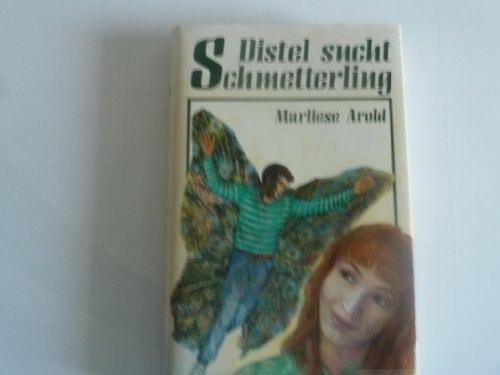 Distel sucht
Schmetterling
Marliese Arold